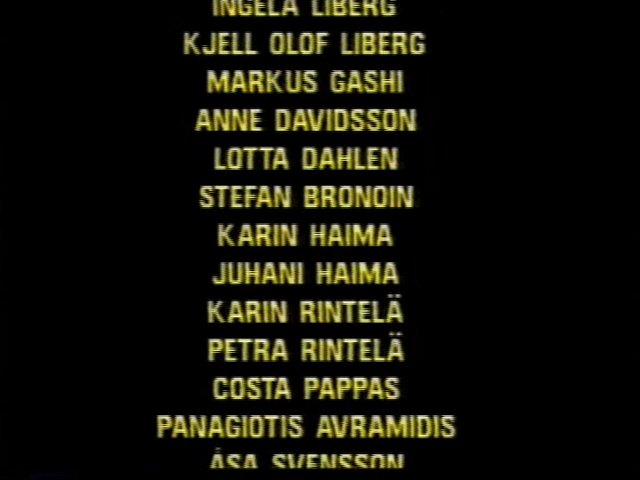 INGELA LIBERG
KJELL OLOF LIBERG
MARKUS GASHI
ANNE DAVIDSSON
LOTTA DAHLEN
STEFAN BRONOIN
KARIN HAIMA
JUHANI HAIMA
KARIN RINTELÄ
PETRA RINTELÄ
COSTA PAPPAS
PANAGIOTIS AVRAMIDIS
ÅSA SVENSSON